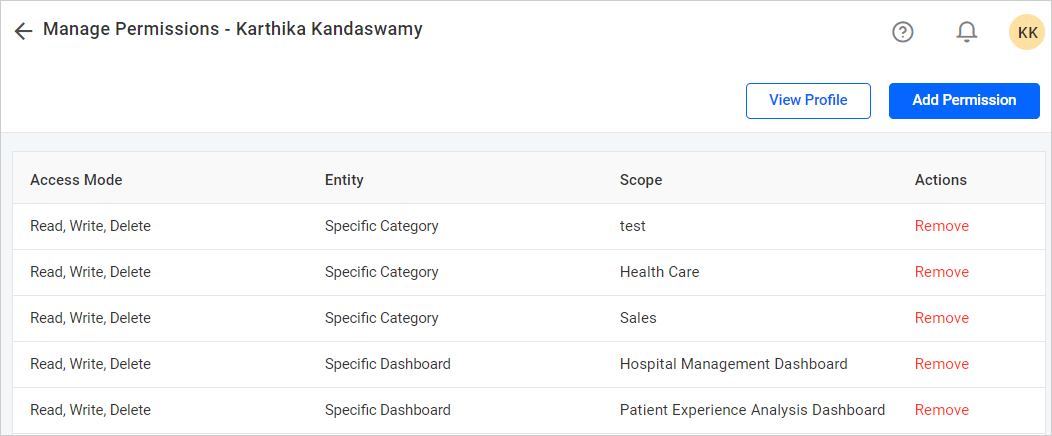 Manage Permissions - Karthika Kandaswamy
KK
View Profile Add Permission
Access Mode Entity Scope Actions
Read, Write, Delete Specific Category test Remove
Read, Write, Delete Specific Category Health Care Remove
Read, Write, Delete Specific Category Sales Remove
Read, Write, Delete Specific Dashboard Hospital Management Dashboard Remove
Read, Write, Delete Specific Dashboard Patient Experience Analysis Dashboard Remove